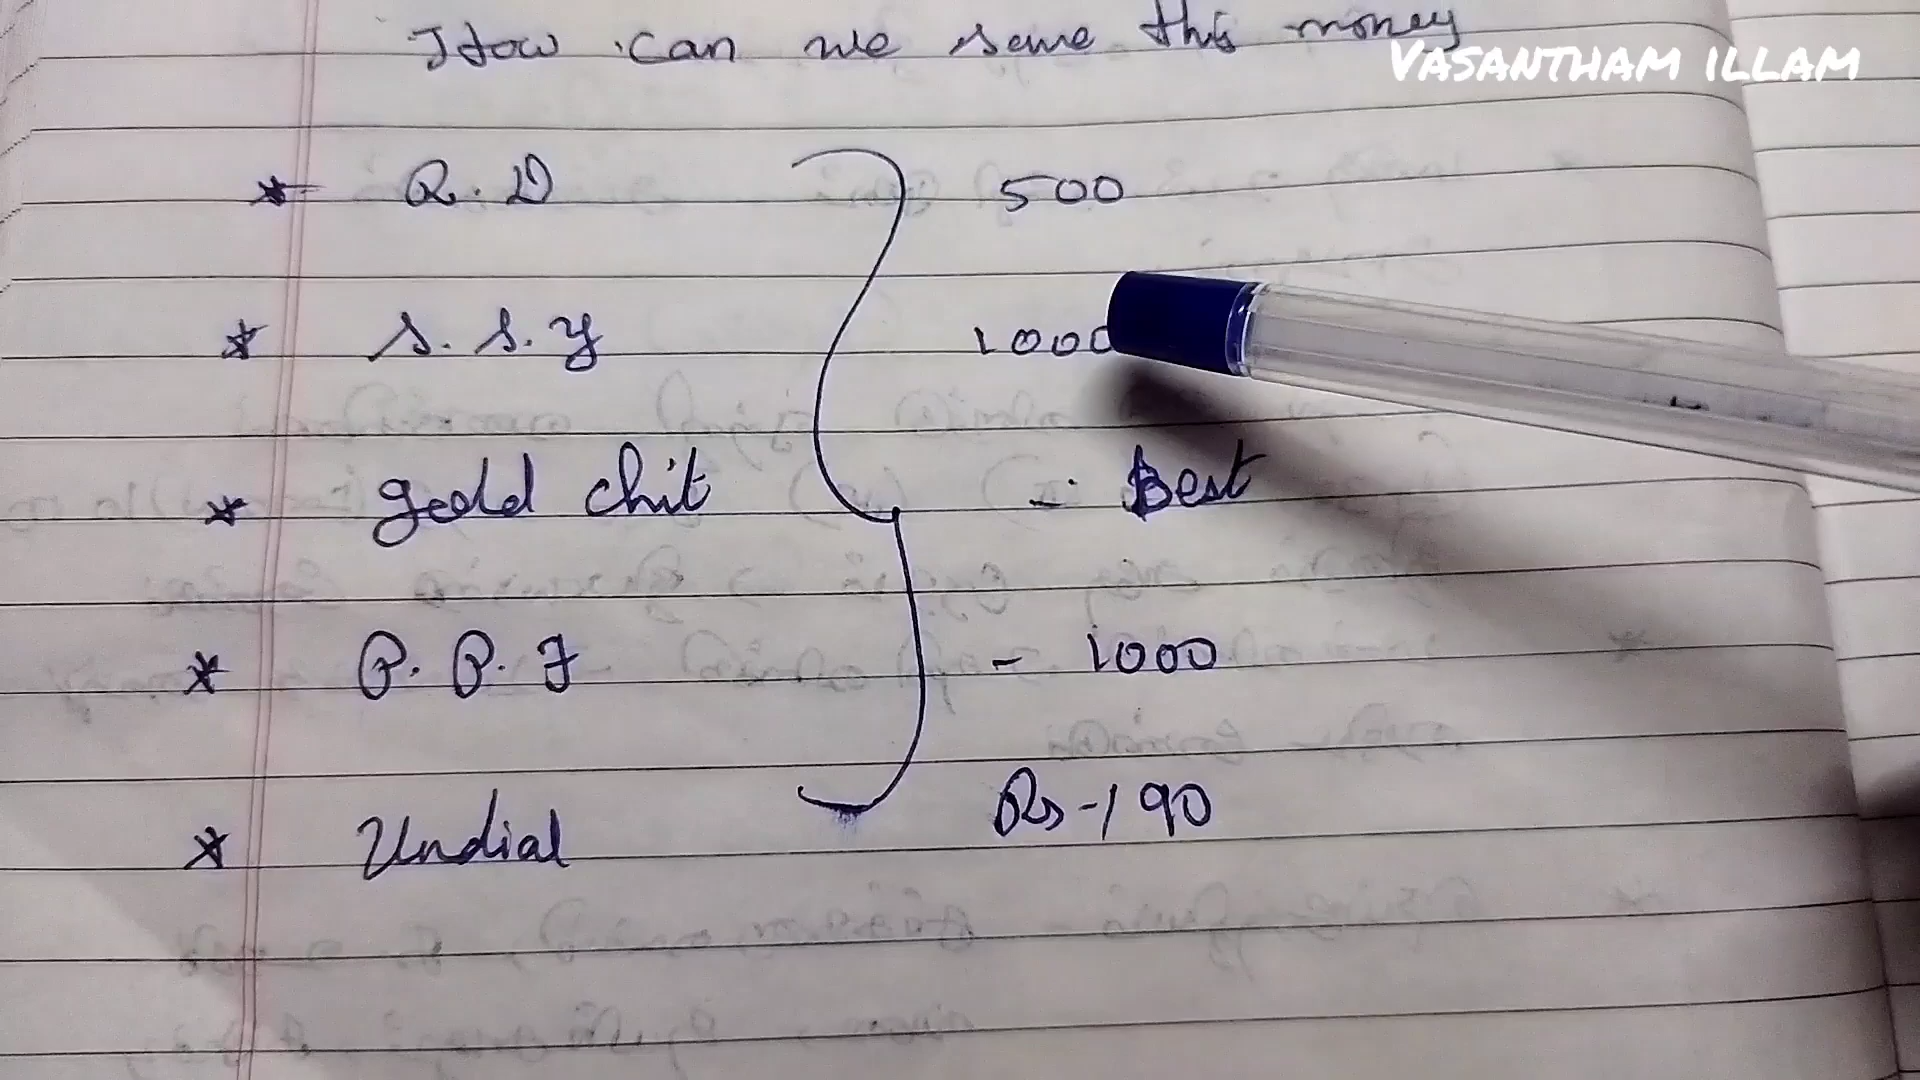 How can we save this money
VASANTHAM ILLAM
* R. D 500
* S. S. Y 1000
* gold chit - Best
* P. P. F - 1000
* Undial Rs - 190